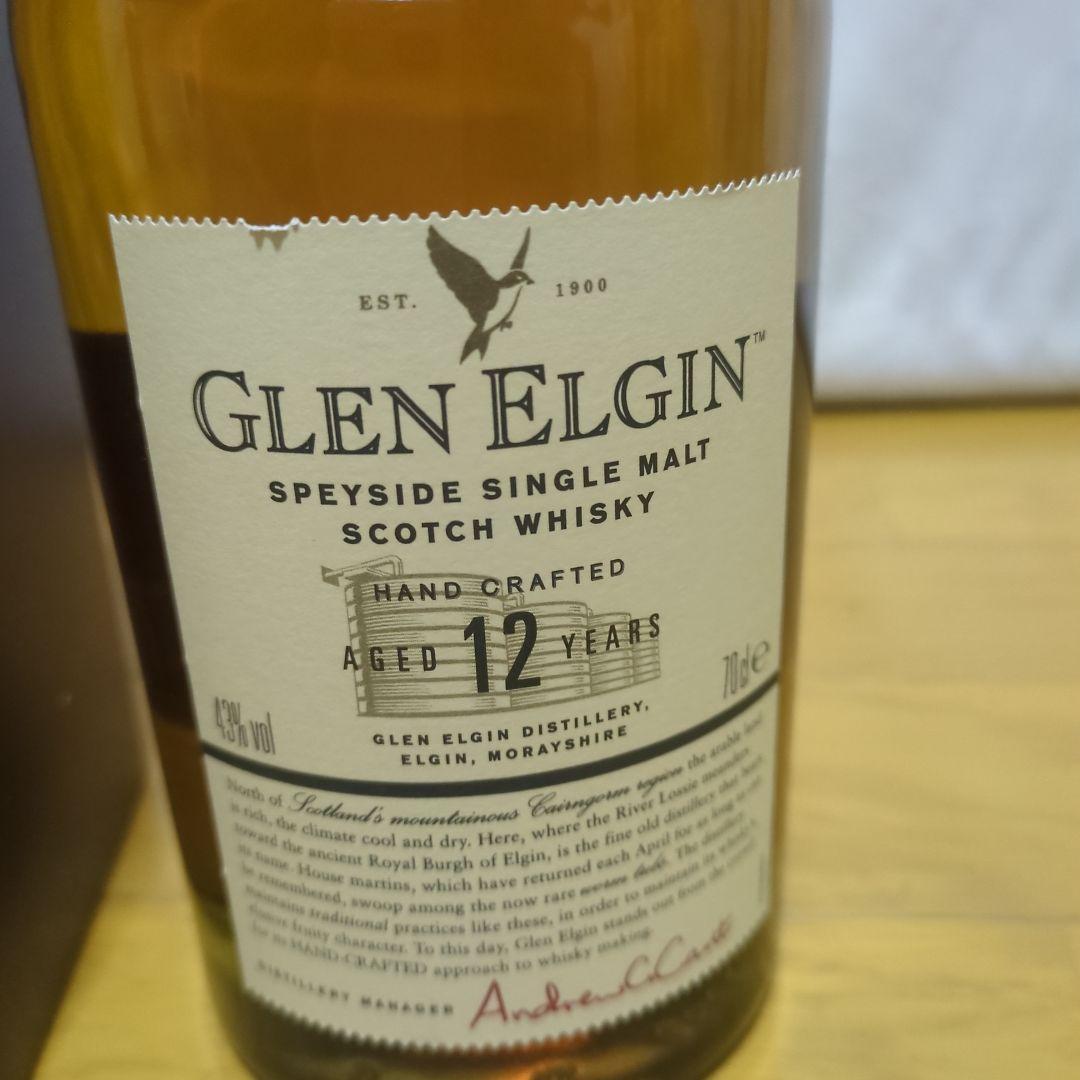 EST. 1900
GLEN ELGIN™
SPEYSIDE SINGLE MALT
SCOTCH WHISKY
HAND CRAFTED
AGED 12 YEARS
43% vol
70cl e
GLEN ELGIN DISTILLERY,
ELGIN, MORAYSHIRE
North of Scotland's mountainous Cairngorm region the arable land
is rich, the climate cool and dry. Here, where the River Lossie meanders
toward the ancient Royal Burgh of Elgin, is the fine old distillery that bears
its name. House martins, which have returned each April for as long as can
be remembered, swoop among the now rare worm tubs. The distillery
maintains traditional practices like these, in order to maintain its whisky's
fruity character. To this day, Glen Elgin stands out from the crowd
for its HAND-CRAFTED approach to whisky making.
DISTILLERY MANAGER
Andrew C.